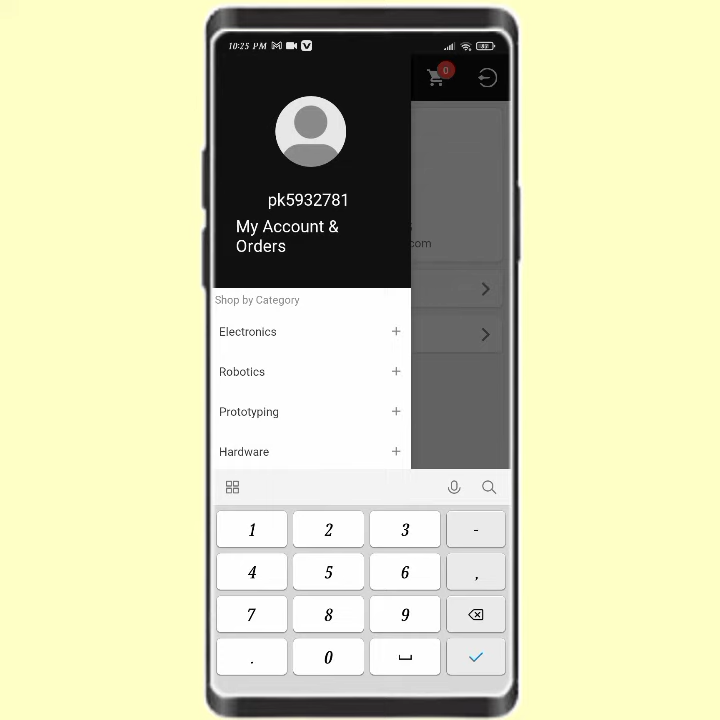 10:25 PM
0
pk5932781
My Account &
Orders
com
Shop by Category
Electronics +
Robotics +
Prototyping +
Hardware +
1 2 3 -
4 5 6 ,
7 8 9
. 0